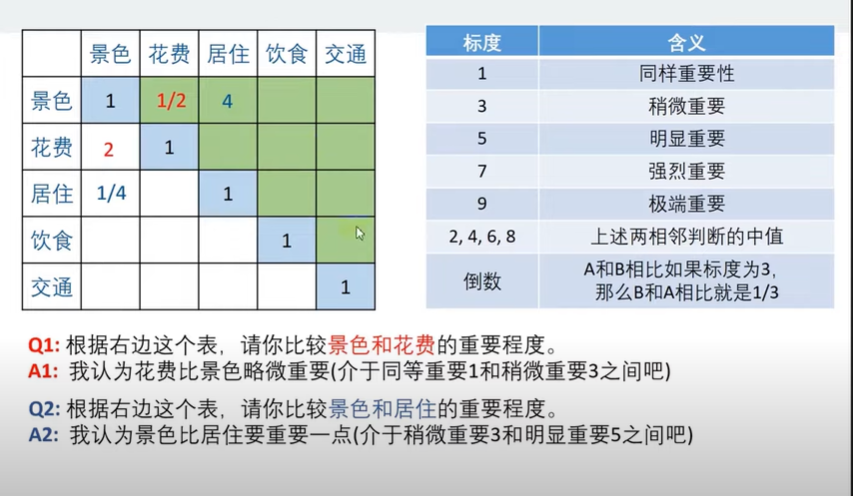 景色 花费 居住 饮食 交通
景色 1 1/2 4
花费 2 1
居住 1/4 1
饮食 1
交通 1
标度 含义
1 同样重要性
3 稍微重要
5 明显重要
7 强烈重要
9 极端重要
2, 4, 6, 8 上述两相邻判断的中值
倒数 A和B相比如果标度为3，
那么B和A相比就是1/3
Q1: 根据右边这个表，请你比较景色和花费的重要程度。
A1: 我认为花费比景色略微重要(介于同等重要1和稍微重要3之间吧)
Q2: 根据右边这个表，请你比较景色和居住的重要程度。
A2: 我认为景色比居住要重要一点(介于稍微重要3和明显重要5之间吧)